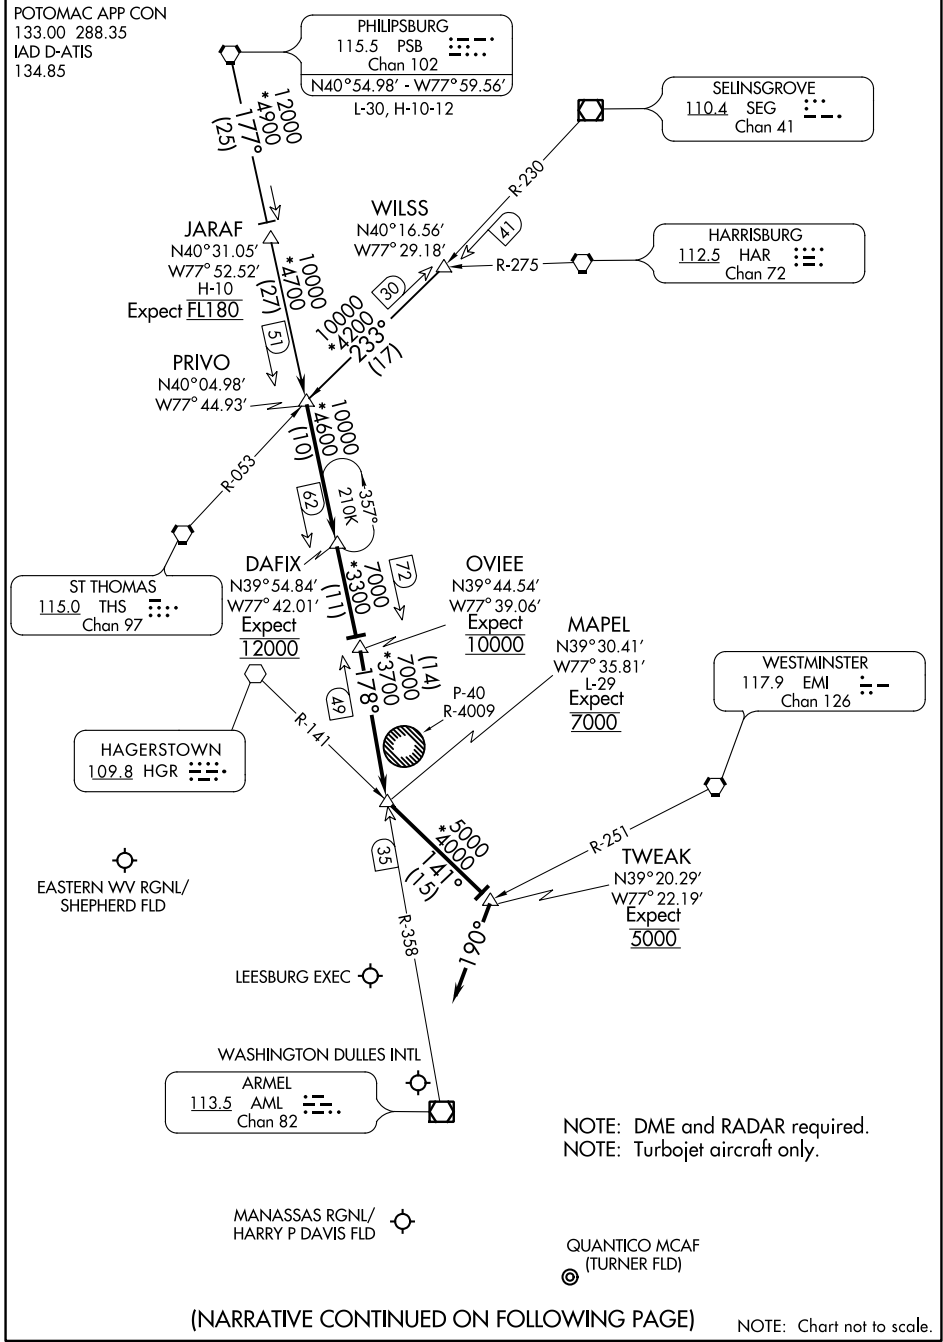 POTOMAC APP CON
133.00 288.35
IAD D-ATIS
134.85
PHILIPSBURG
115.5 PSB
Chan 102
N40°54.98' - W77°59.56'
L-30, H-10-12
SELINSGROVE
110.4 SEG
Chan 41
12000
*4900
177°
(25)
R-230
WILSS
N40°16.56'
W77°29.18'
41
HARRISBURG
112.5 HAR
Chan 72
R-275
JARAF
N40°31.05'
W77°52.52'
H-10
Expect FL180
10000
*4700
(27)
51
30
10000
*4200
233°
(17)
PRIVO
N40°04.98'
W77°44.93'
10000
*4600
(10)
R-053
62
357°
210K
ST THOMAS
115.0 THS
Chan 97
DAFIX
N39°54.84'
W77°42.01'
Expect
12000
7000
*3300
(11)
72
OVIEE
N39°44.54'
W77°39.06'
Expect
10000
MAPEL
N39°30.41'
W77°35.81'
L-29
Expect
7000
WESTMINSTER
117.9 EMI
Chan 126
(14)
7000
*3700
178°
49
P-40
R-4009
HAGERSTOWN
109.8 HGR
R-141
5000
*4000
141°
(15)
35
R-251
TWEAK
N39°20.29'
W77°22.19'
Expect
5000
EASTERN WV RGNL/
SHEPHERD FLD
R-358
190°
LEESBURG EXEC
WASHINGTON DULLES INTL
ARMEL
113.5 AML
Chan 82
NOTE: DME and RADAR required.
NOTE: Turbojet aircraft only.
MANASSAS RGNL/
HARRY P DAVIS FLD
QUANTICO MCAF
(TURNER FLD)
(NARRATIVE CONTINUED ON FOLLOWING PAGE)
NOTE: Chart not to scale.